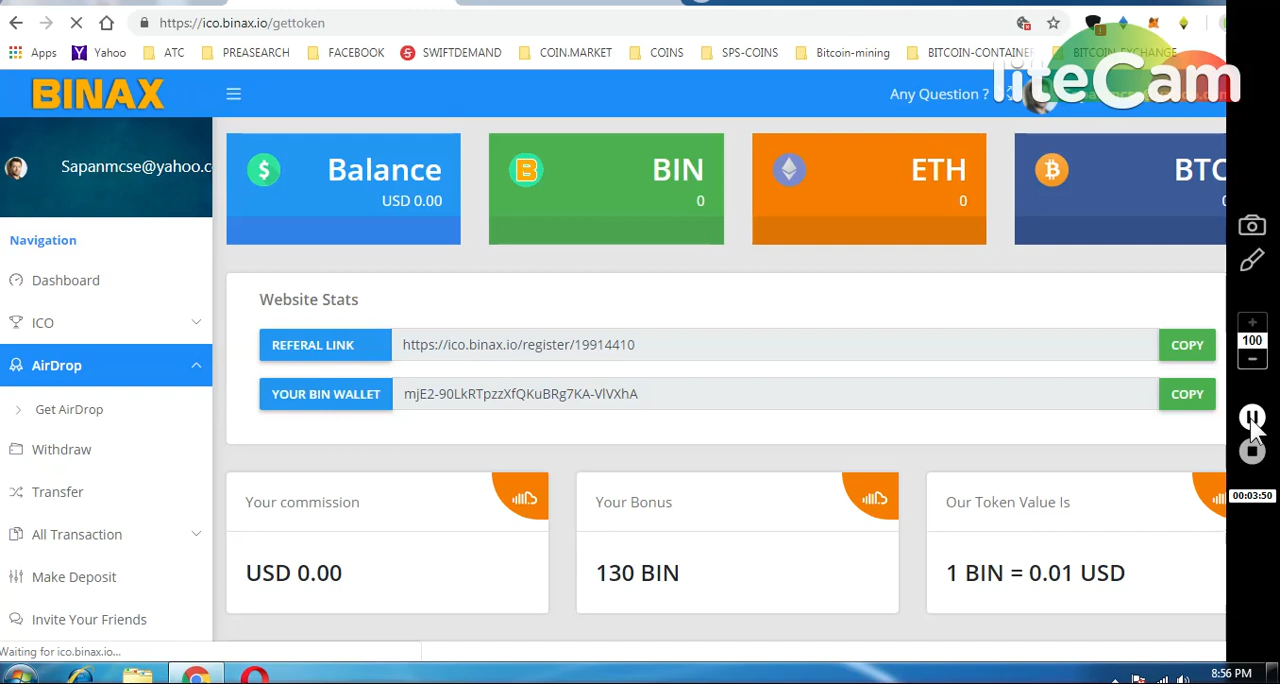 https://ico.binax.io/gettoken
Apps Yahoo ATC PREASEARCH FACEBOOK SWIFTDEMAND COIN.MARKET COINS SPS-COINS Bitcoin-mining BITCOIN-CONTAINER BITCOIN-EXCHANGE
liteCam
BINAX Any Question ?
Sapanmcse@yahoo.c
Balance
USD 0.00
BIN
0
ETH
0
BTC
Navigation
Dashboard
ICO
AirDrop
Get AirDrop
Withdraw
Transfer
All Transaction
Make Deposit
Invite Your Friends
Website Stats
REFERAL LINK https://ico.binax.io/register/19914410 COPY
YOUR BIN WALLET mjE2-90LkRTpzzXfQKuBRg7KA-VlVXhA COPY
Your commission
USD 0.00
Your Bonus
130 BIN
Our Token Value Is
1 BIN = 0.01 USD
100
00:03:50
Waiting for ico.binax.io...
8:56 PM